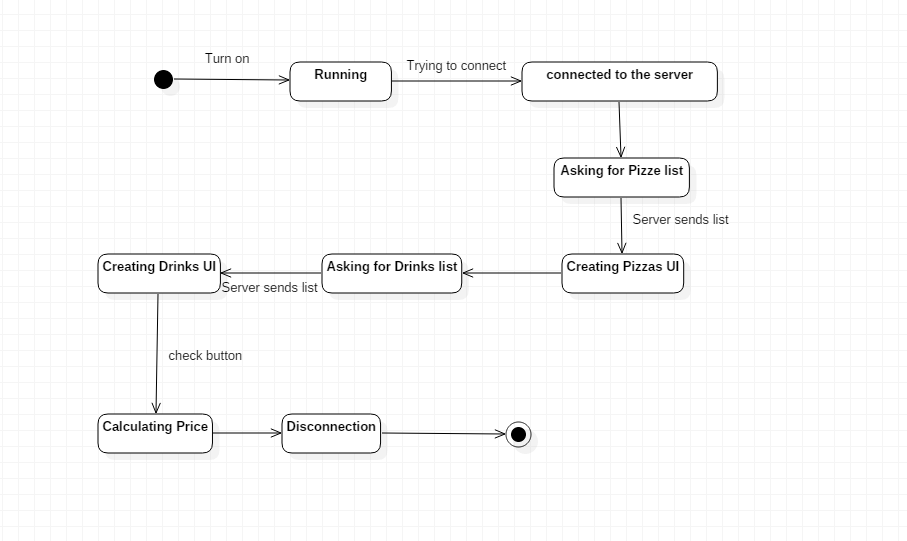 Turn on
Running
Trying to connect
connected to the server
Asking for Pizze list
Server sends list
Creating Pizzas UI
Asking for Drinks list
Server sends list
Creating Drinks UI
check button
Calculating Price
Disconnection